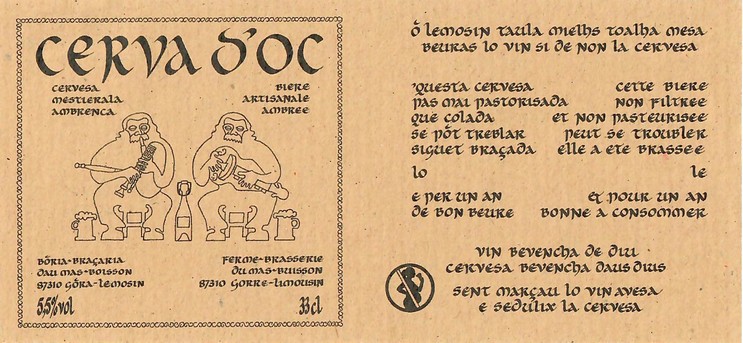 CERVA D'OC
CERVESA
MESTIERALA
AMBRENCA
BIERE
ARTISANALE
AMBREE
BÒRIA-BRAÇARIA
DAU MAS-BOISSON
87310 GÒRA-LEMOSIN
FERME-BRASSERIE
DU MAS-BUISSON
87310 GORRE-LIMOUSIN
5,5%vol
33 cl
Ò LEMOSIN TAULA MIELHS TOALHA MESA
BEURAS LO VIN SI DE NON LA CERVESA
'QUESTA CERVESA
PAS MAI PASTORISADA
QUE COLADA
SE PÒT TREBLAR
SIGUET BRAÇADA
LO
E PER UN AN
DE BON BEURE
CETTE BIERE
NON FILTREE
ET NON PASTEURISEE
PEUT SE TROUBLER
ELLE A ETE BRASSEE
LE
ET POUR UN AN
BONNE A CONSOMMER
VIN BEVENCHA DE DIU
CERVESA BEVENCHA DAUS DIUS
SENT MARÇAU LO VIN AVESA
E SEDULIX LA CERVESA